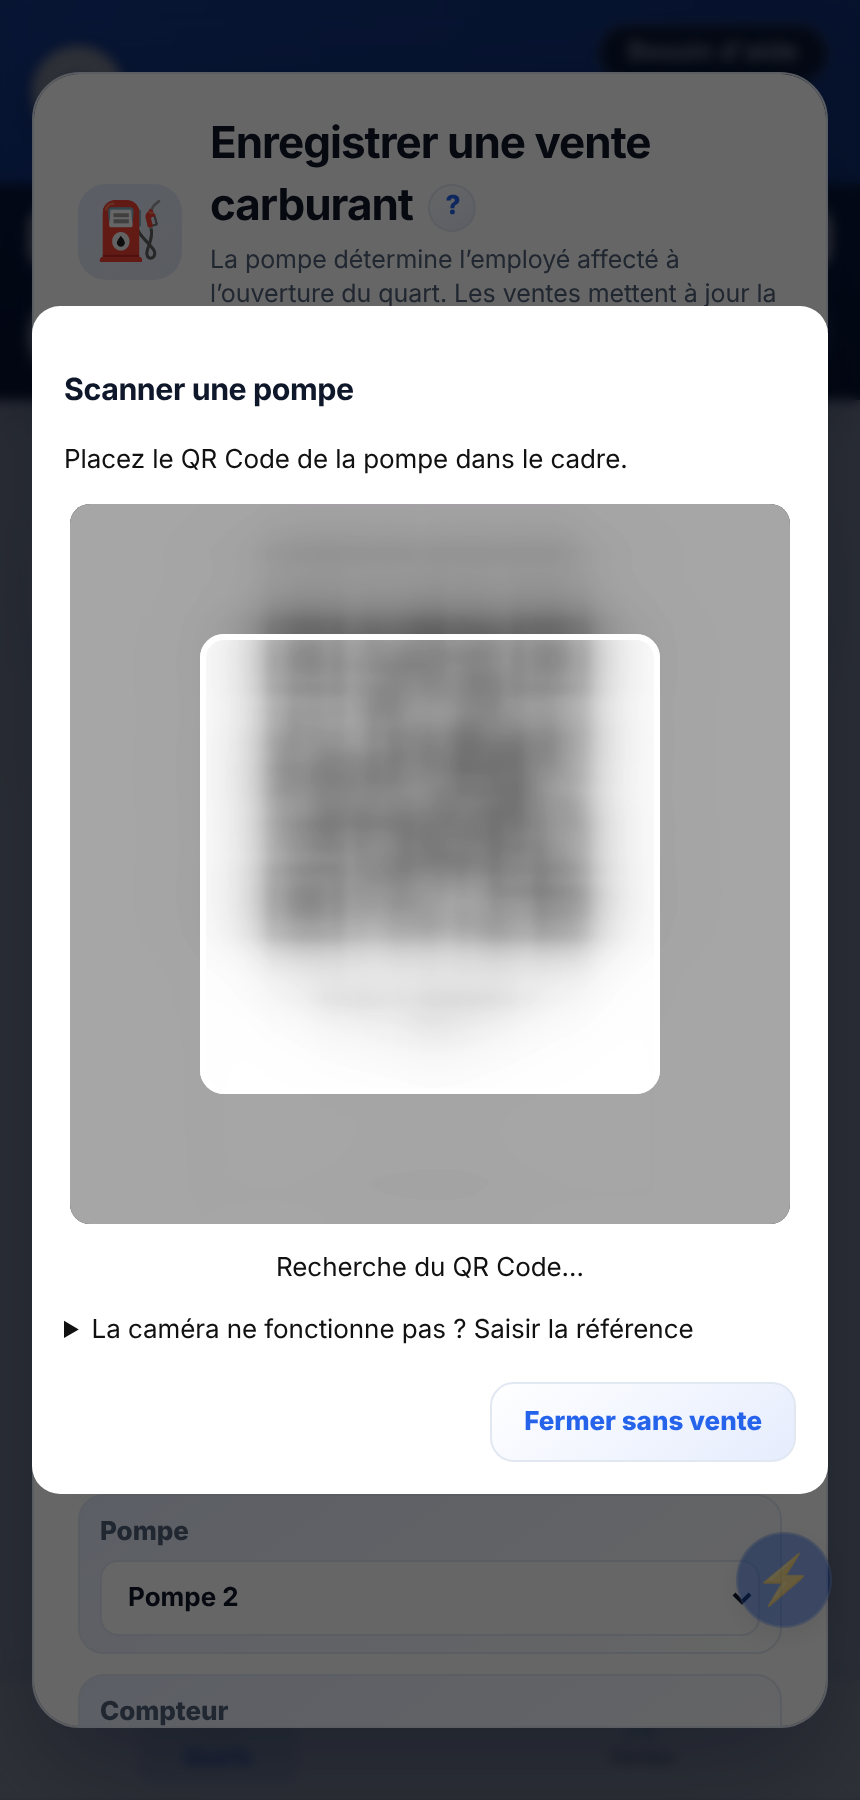 Enregistrer une vente
carburant ?
La pompe détermine l’employé affecté à
l’ouverture du quart. Les ventes mettent à jour la
Scanner une pompe
Placez le QR Code de la pompe dans le cadre.
Recherche du QR Code...
▶ La caméra ne fonctionne pas ? Saisir la référence
Fermer sans vente
Pompe
Pompe 2
Compteur